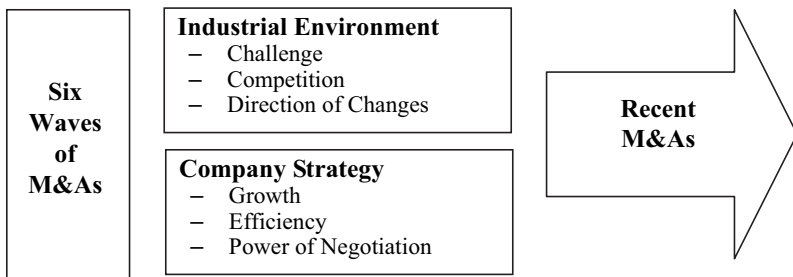 Six
Waves
of
M&As
Industrial Environment
– Challenge
– Competition
– Direction of Changes
Company Strategy
– Growth
– Efficiency
– Power of Negotiation
Recent
M&As